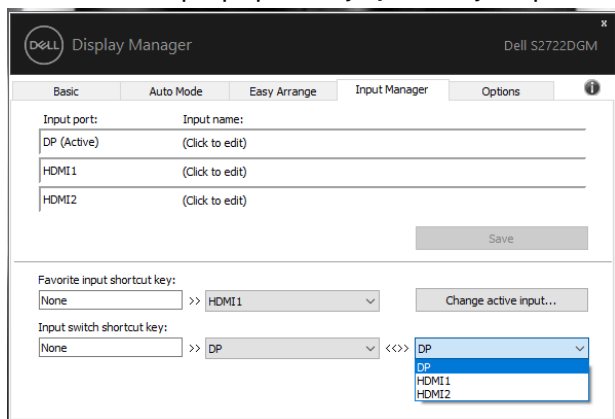 DELL Display Manager
Dell S2722DGM
x
Basic Auto Mode Easy Arrange Input Manager Options i
Input port: Input name:
DP (Active) (Click to edit)
HDMI1 (Click to edit)
HDMI2 (Click to edit)
Save
Favorite input shortcut key:
None >> HDMI1 Change active input...
Input switch shortcut key:
None >> DP <<>> DP
DP
HDMI1
HDMI2